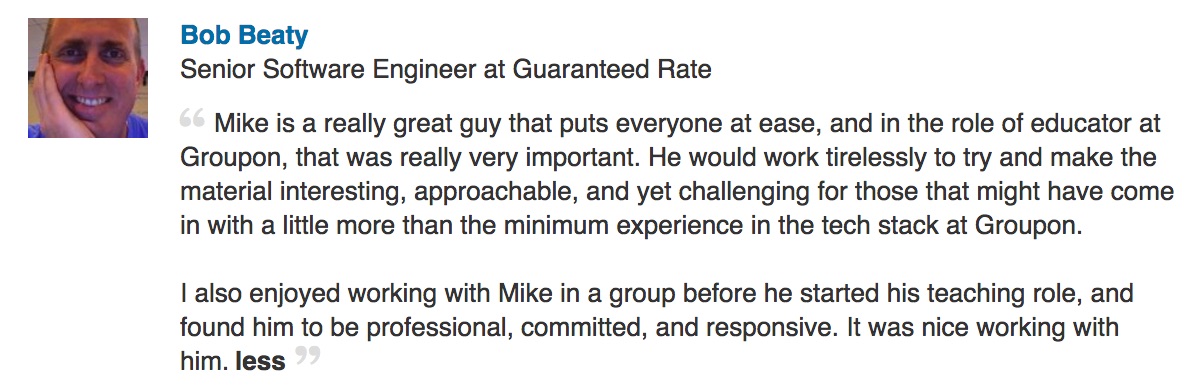 Bob Beaty
Senior Software Engineer at Guaranteed Rate
“ Mike is a really great guy that puts everyone at ease, and in the role of educator at
Groupon, that was really very important. He would work tirelessly to try and make the
material interesting, approachable, and yet challenging for those that might have come
in with a little more than the minimum experience in the tech stack at Groupon.
I also enjoyed working with Mike in a group before he started his teaching role, and
found him to be professional, committed, and responsive. It was nice working with
him. less ”